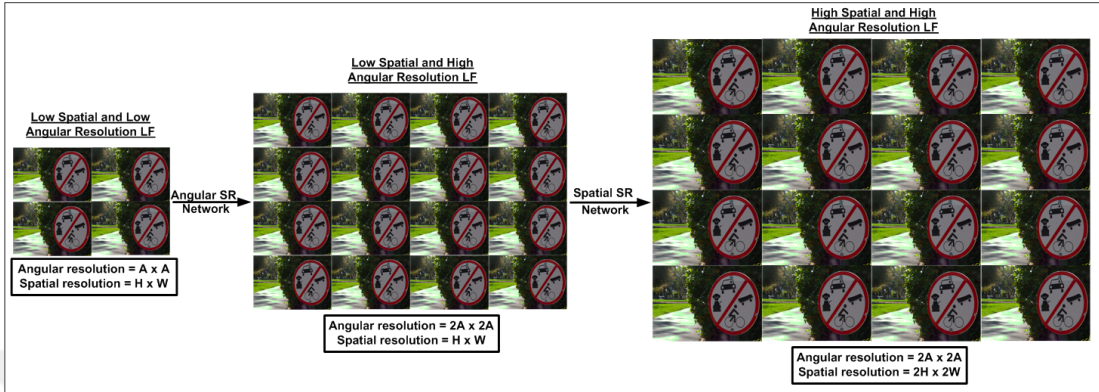 Low Spatial and Low
Angular Resolution LF
Angular resolution = A x A
Spatial resolution = H x W
Angular SR
Network
Low Spatial and High
Angular Resolution LF
Angular resolution = 2A x 2A
Spatial resolution = H x W
Spatial SR
Network
High Spatial and High
Angular Resolution LF
Angular resolution = 2A x 2A
Spatial resolution = 2H x 2W